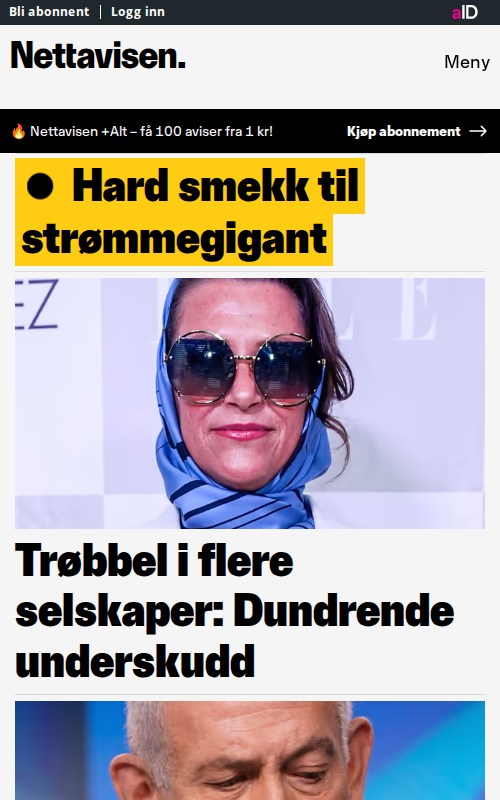 Bli abonnent | Logg inn
aID
Nettavisen.
Meny
🔥 Nettavisen +Alt – få 100 aviser fra 1 kr!
Kjøp abonnement →
● Hard smekk til
strømmegigant
EZ
L E
Trøbbel i flere
selskaper: Dundrende
underskudd